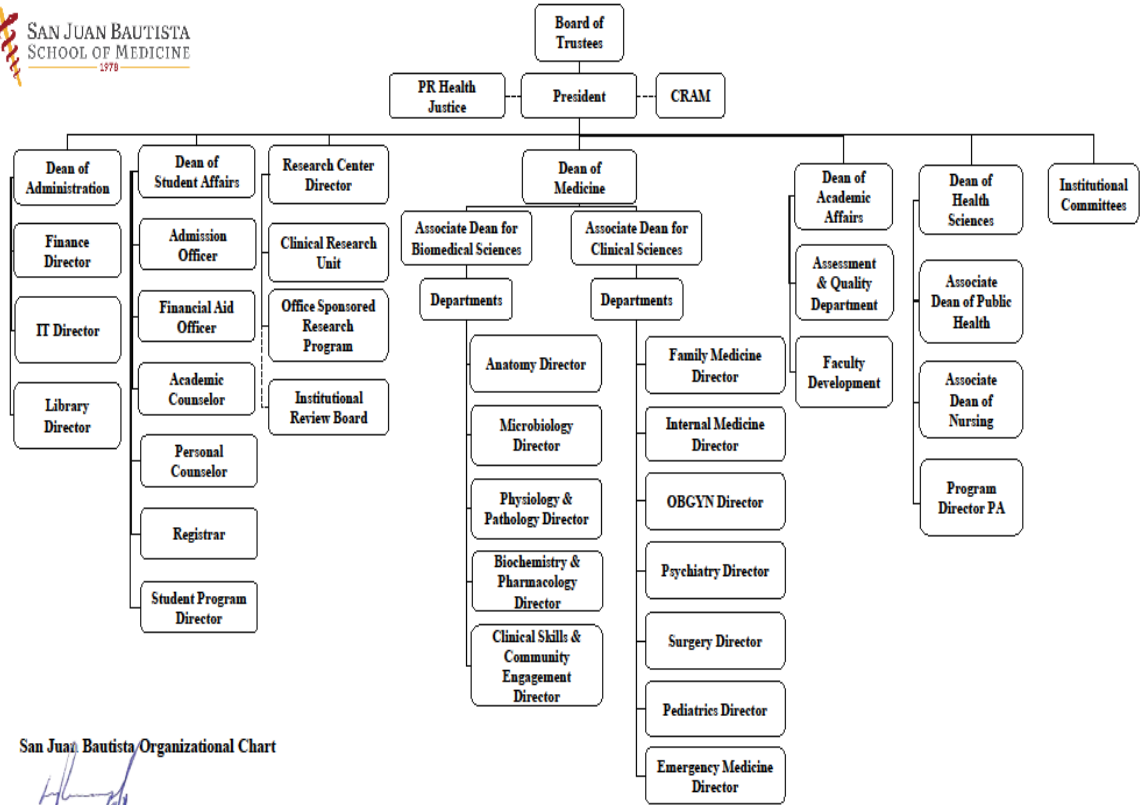 SAN JUAN BAUTISTA
SCHOOL OF MEDICINE
1978
Board of
Trustees
PR Health
Justice
President
CRAM
Dean of
Administration
Finance
Director
IT Director
Library
Director
Dean of
Student Affairs
Admission
Officer
Financial Aid
Officer
Academic
Counselor
Personal
Counselor
Registrar
Student Program
Director
Research Center
Director
Clinical Research
Unit
Office Sponsored
Research
Program
Institutional
Review Board
Dean of
Medicine
Associate Dean for
Biomedical Sciences
Departments
Anatomy Director
Microbiology
Director
Physiology &
Pathology Director
Biochemistry &
Pharmacology
Director
Clinical Skills &
Community
Engagement
Director
Associate Dean for
Clinical Sciences
Departments
Family Medicine
Director
Internal Medicine
Director
OBGYN Director
Psychiatry Director
Surgery Director
Pediatrics Director
Emergency Medicine
Director
Dean of
Academic
Affairs
Assessment
& Quality
Department
Faculty
Development
Dean of
Health
Sciences
Associate
Dean of Public
Health
Associate
Dean of
Nursing
Program
Director PA
Institutional
Committees
San Juan Bautista Organizational Chart